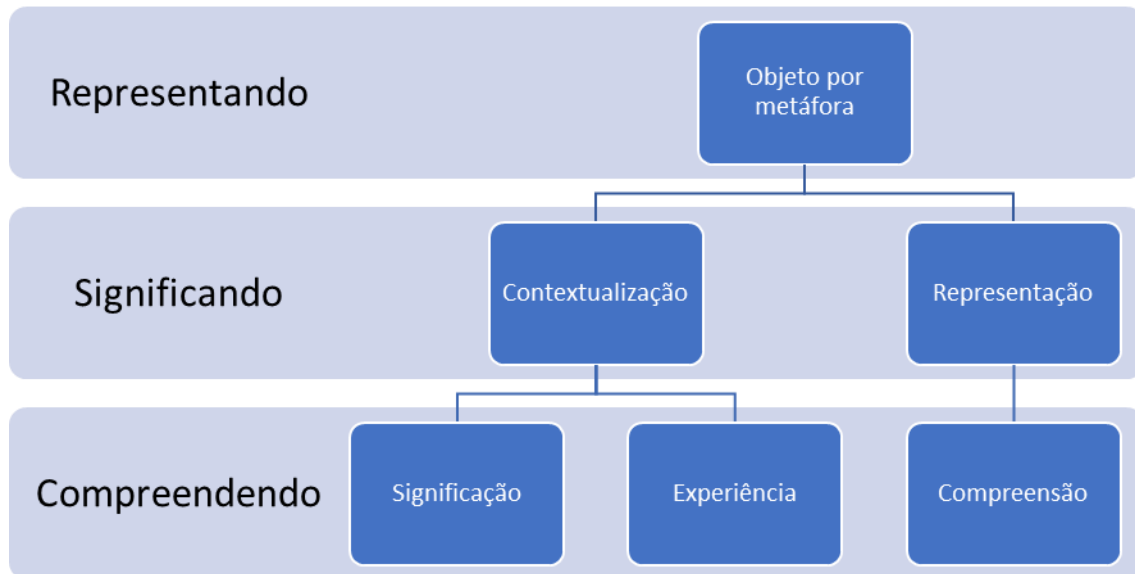 Representando
Objeto por
metáfora
Significando
Contextualização
Representação
Compreendendo
Significação
Experiência
Compreensão